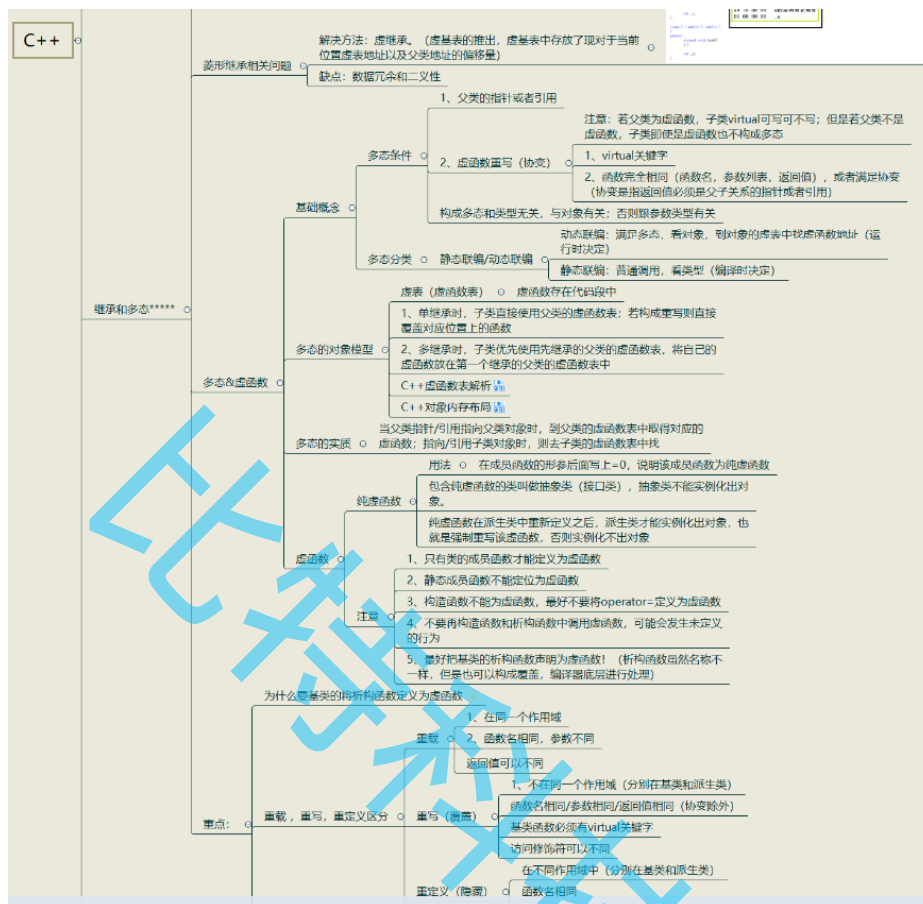 C++
解决方法：虚继承。（虚基表的推出，虚基表中存放了现对于当前
位置虚表地址以及父类地址的偏移量）
菱形继承相关问题
缺点：数据冗余和二义性
1、父类的指针或者引用
注意：若父类为虚函数，子类virtual可写可不写；但是若父类不是
虚函数，子类即使是虚函数也不构成多态
多态条件
2、虚函数重写（协变）
1、virtual关键字
2、函数完全相同（函数名，参数列表，返回值），或者满足协变
（协变是指返回值必须是父子关系的指针或者引用）
基础概念
构成多态和类型无关，与对象有关；否则跟参数类型有关
动态联编：满足多态，看对象，到对象的虚表中找虚函数地址（运
行时决定）
多态分类
静态联编/动态联编
静态联编：普通调用，看类型（编译时决定）
虚表（虚函数表）
虚函数存在代码段中
继承和多态*****
1、单继承时，子类直接使用父类的虚函数表；若构成重写则直接
覆盖对应位置上的函数
多态的对象模型
2、多继承时，子类优先使用先继承的父类的虚函数表，将自己的
虚函数放在第一个继承的父类的虚函数表中
多态&虚函数
C++虚函数表解析
C++对象内存布局
当父类指针/引用指向父类对象时，到父类的虚函数表中取得对应的
虚函数；指向/引用子类对象时，则去子类的虚函数表中找
多态的实质
用法
在成员函数的形参后面写上=0，说明该成员函数为纯虚函数
纯虚函数
包含纯虚函数的类叫做抽象类（接口类），抽象类不能实例化出对
象。
纯虚函数在派生类中重新定义之后，派生类才能实例化出对象，也
就是强制重写该虚函数，否则实例化不出对象
虚函数
1、只有类的成员函数才能定义为虚函数
2、静态成员函数不能定位为虚函数
3、构造函数不能为虚函数，最好不要将operator=定义为虚函数
注意
4、不要再构造函数和析构函数中调用虚函数，可能会发生未定义
的行为
5、最好把基类的析构函数声明为虚函数！（析构函数虽然名称不
一样，但是也可以构成覆盖，编译器底层进行处理）
为什么要基类的将析构函数定义为虚函数
1、在同一个作用域
重载
2、函数名相同，参数不同
返回值可以不同
1、不在同一个作用域（分别在基类和派生类）
函数名相同/参数相同/返回值相同（协变除外）
重点：
重载，重写，重定义区分
重写（覆盖）
基类函数必须有virtual关键字
访问修饰符可以不同
在不同作用域中（分别在基类和派生类）
重定义（隐藏）
函数名相同
比特科技